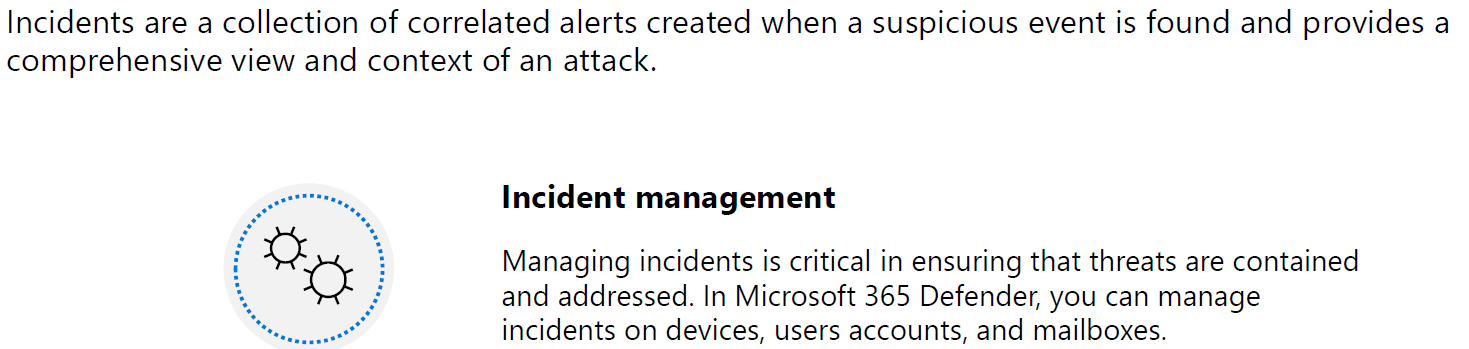 Incidents are a collection of correlated alerts created when a suspicious event is found and provides a
comprehensive view and context of an attack.
Incident management
Managing incidents is critical in ensuring that threats are contained
and addressed. In Microsoft 365 Defender, you can manage
incidents on devices, users accounts, and mailboxes.